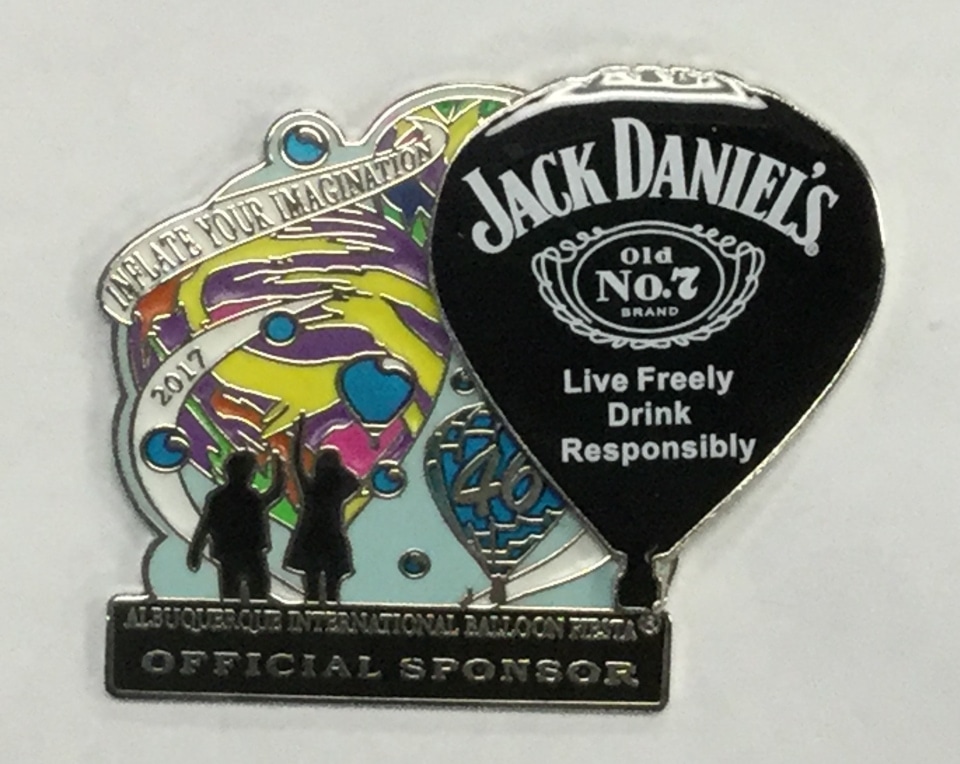 INFLATE YOUR IMAGINATION
2017
46
JACK DANIEL'S®
Old
No.7
BRAND
Live Freely
Drink
Responsibly
ALBUQUERQUE INTERNATIONAL BALLOON FIESTA®
OFFICIAL SPONSOR